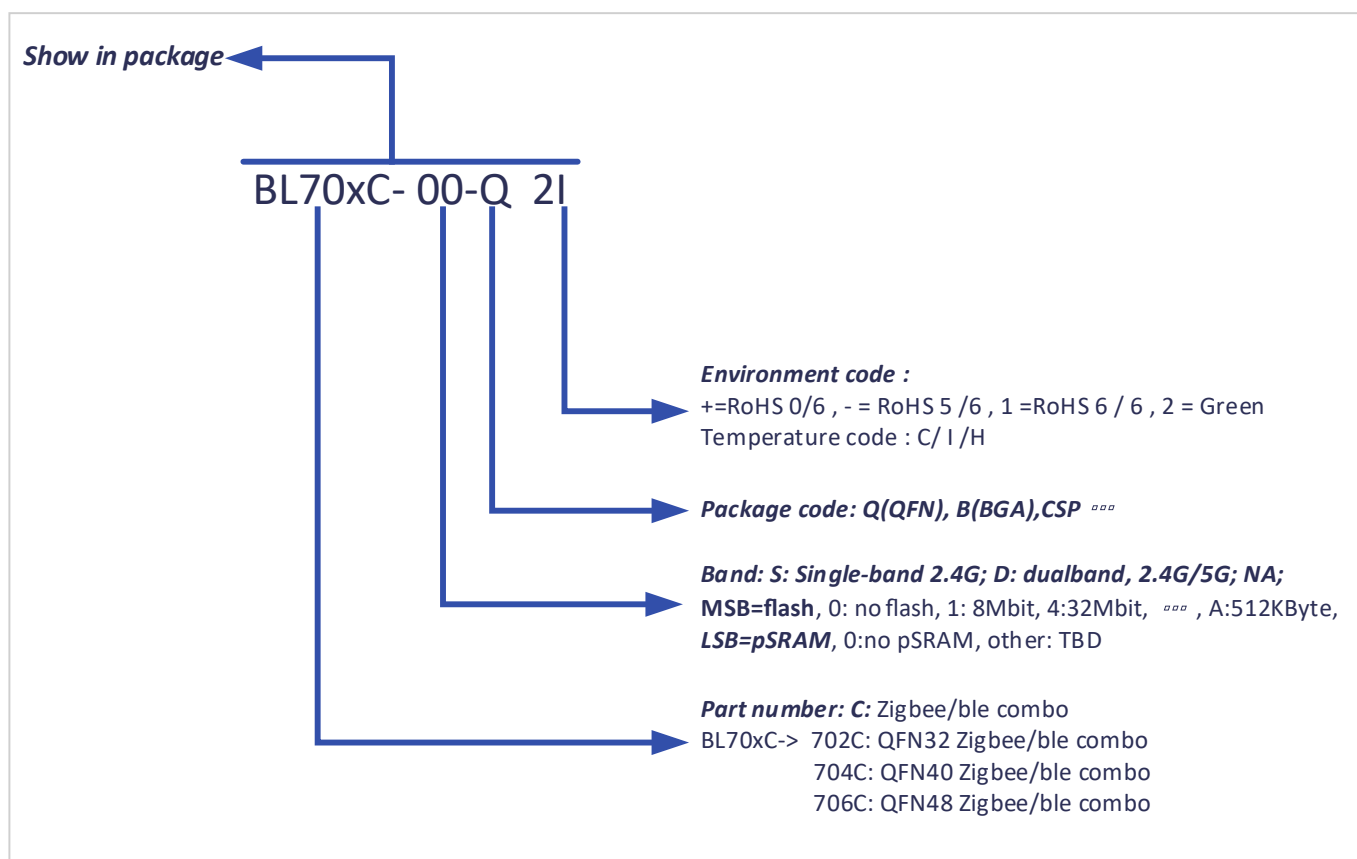 Show in package
BL70xC- 00-Q 2I
Environment code :
+=RoHS 0/6 , - = RoHS 5 /6 , 1 =RoHS 6 / 6 , 2 = Green
Temperature code : C/ I /H
Package code: Q(QFN), B(BGA),CSP
Band: S: Single-band 2.4G; D: dualband, 2.4G/5G; NA;
MSB=flash, 0: no flash, 1: 8Mbit, 4:32Mbit, , A:512KByte,
LSB=pSRAM, 0:no pSRAM, other: TBD
Part number: C: Zigbee/ble combo
BL70xC-> 702C: QFN32 Zigbee/ble combo
704C: QFN40 Zigbee/ble combo
706C: QFN48 Zigbee/ble combo